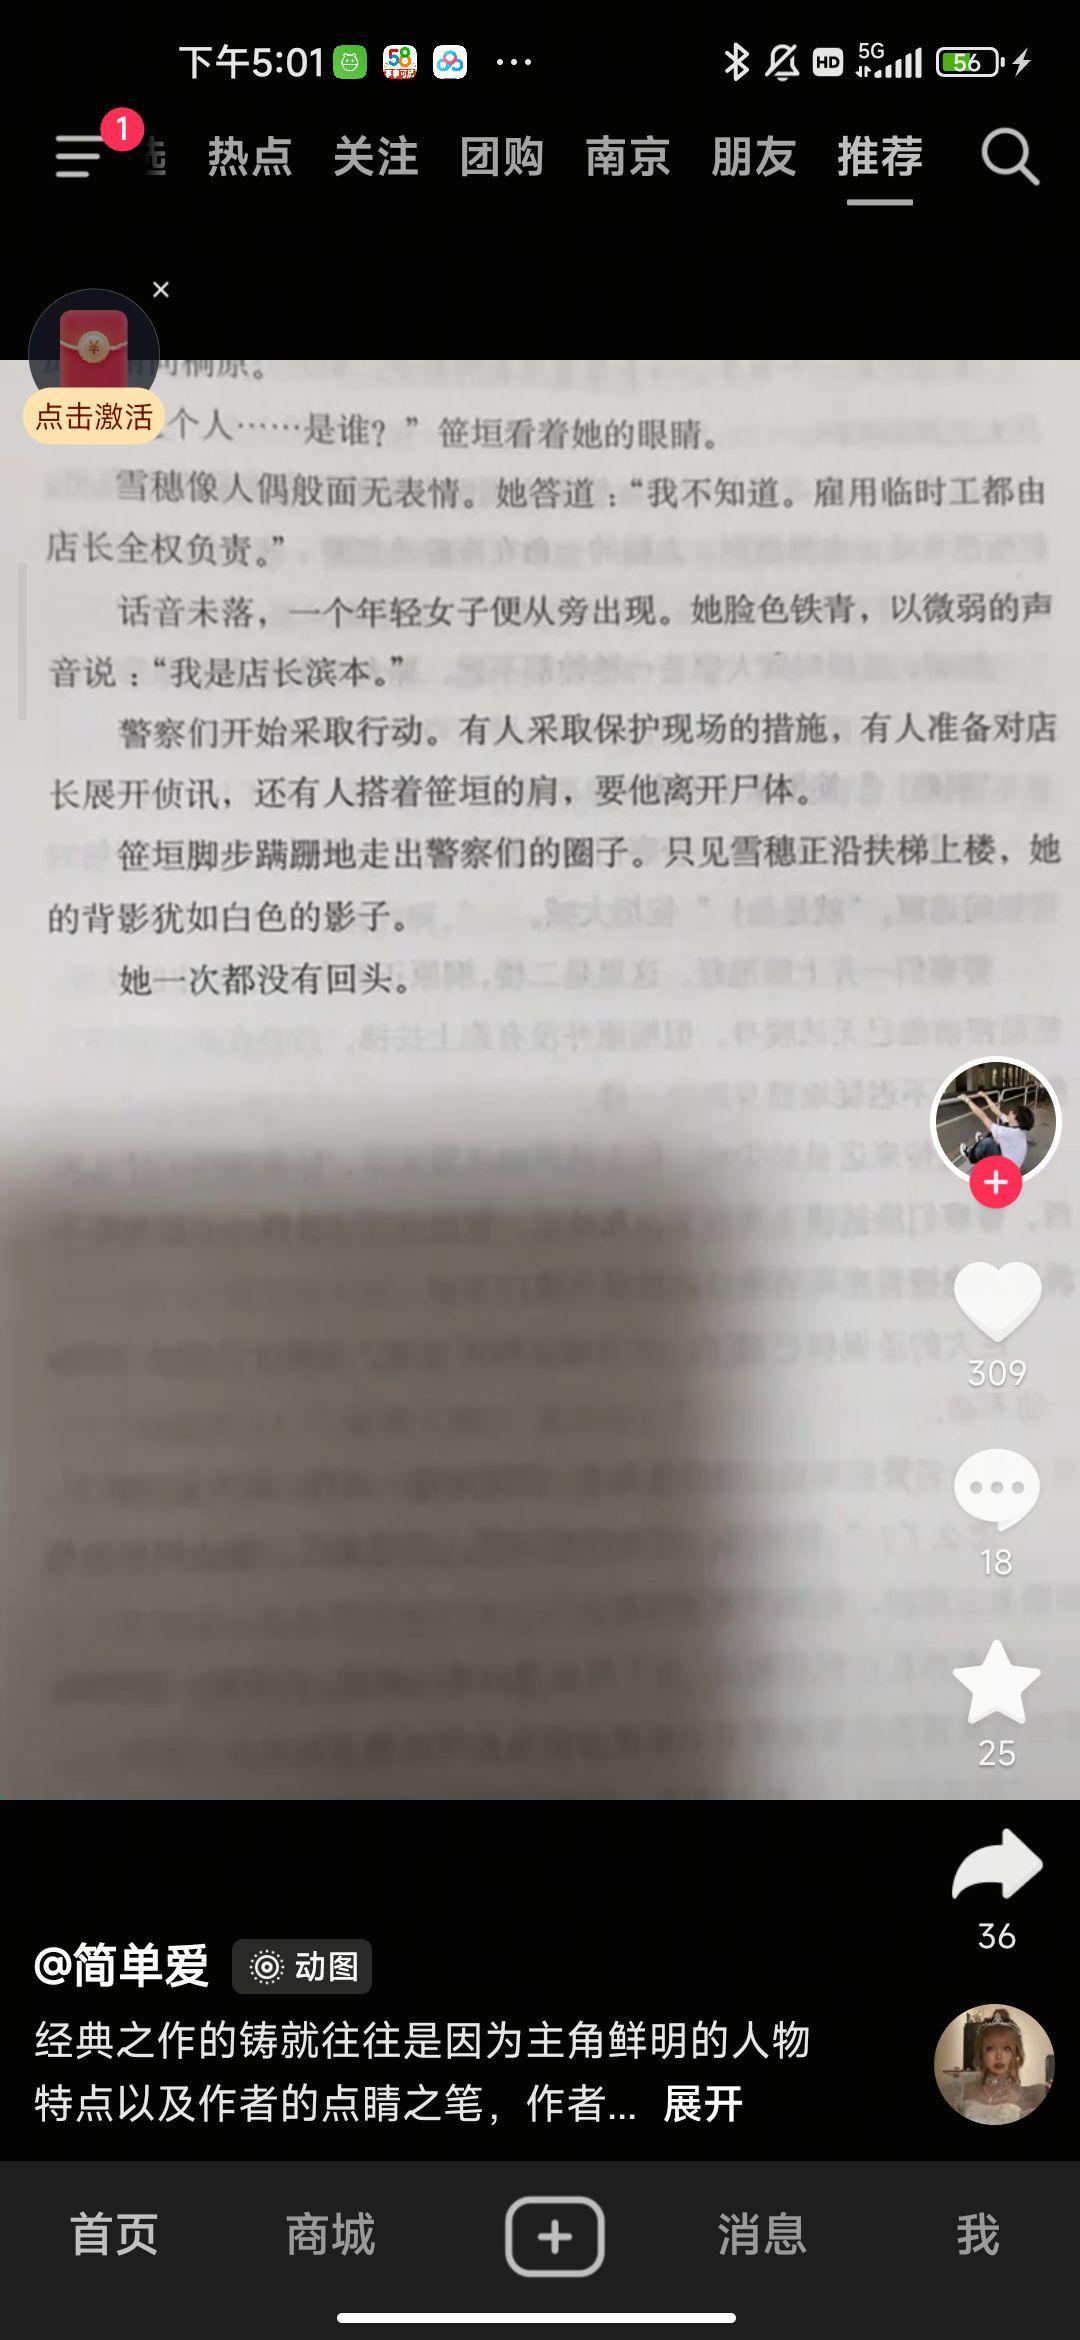 下午5:01
58
HD
5G
56
1
热点 关注 团购 南京 朋友 推荐
点击激活
个人……是谁？”笹垣看着她的眼睛。
雪穗像人偶般面无表情。她答道：“我不知道。雇用临时工都由
店长全权负责。”
话音未落，一个年轻女子便从旁出现。她脸色铁青，以微弱的声
音说：“我是店长滨本。”
警察们开始采取行动。有人采取保护现场的措施，有人准备对店
长展开侦讯，还有人搭着笹垣的肩，要他离开尸体。
笹垣脚步蹒跚地走出警察们的圈子。只见雪穗正沿扶梯上楼，她
的背影犹如白色的影子。
她一次都没有回头。
309
18
25
36
@简单爱 动图
经典之作的铸就往往是因为主角鲜明的人物
特点以及作者的点睛之笔，作者... 展开
首页 商城 消息 我